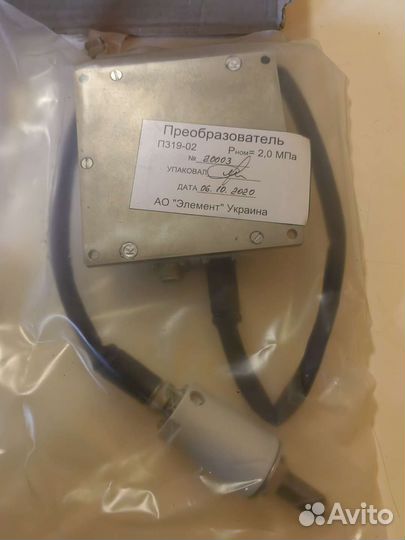 Преобразователь
П319-02 Рном= 2,0 МПа
№ 20003
УПАКОВАЛ
ДАТА 06.10.2020
АО "Элемент" Украина
Avito